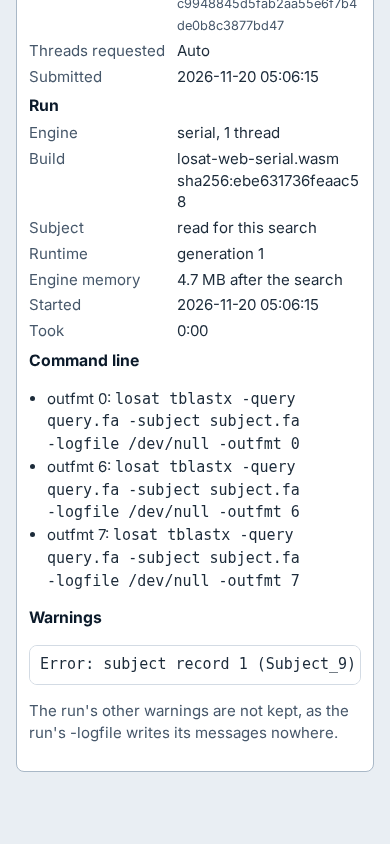 c9948845d5fab2aa55e6f7b4
de0b8c3877bd47
Threads requested Auto
Submitted 2026-11-20 05:06:15
Run
Engine serial, 1 thread
Build losat-web-serial.wasm
sha256:ebe631736feaac5
8
Subject read for this search
Runtime generation 1
Engine memory 4.7 MB after the search
Started 2026-11-20 05:06:15
Took 0:00
Command line
• outfmt 0: losat tblastx -query
query.fa -subject subject.fa
-logfile /dev/null -outfmt 0
• outfmt 6: losat tblastx -query
query.fa -subject subject.fa
-logfile /dev/null -outfmt 6
• outfmt 7: losat tblastx -query
query.fa -subject subject.fa
-logfile /dev/null -outfmt 7
Warnings
Error: subject record 1 (Subject_9)
The run's other warnings are not kept, as the
run's -logfile writes its messages nowhere.